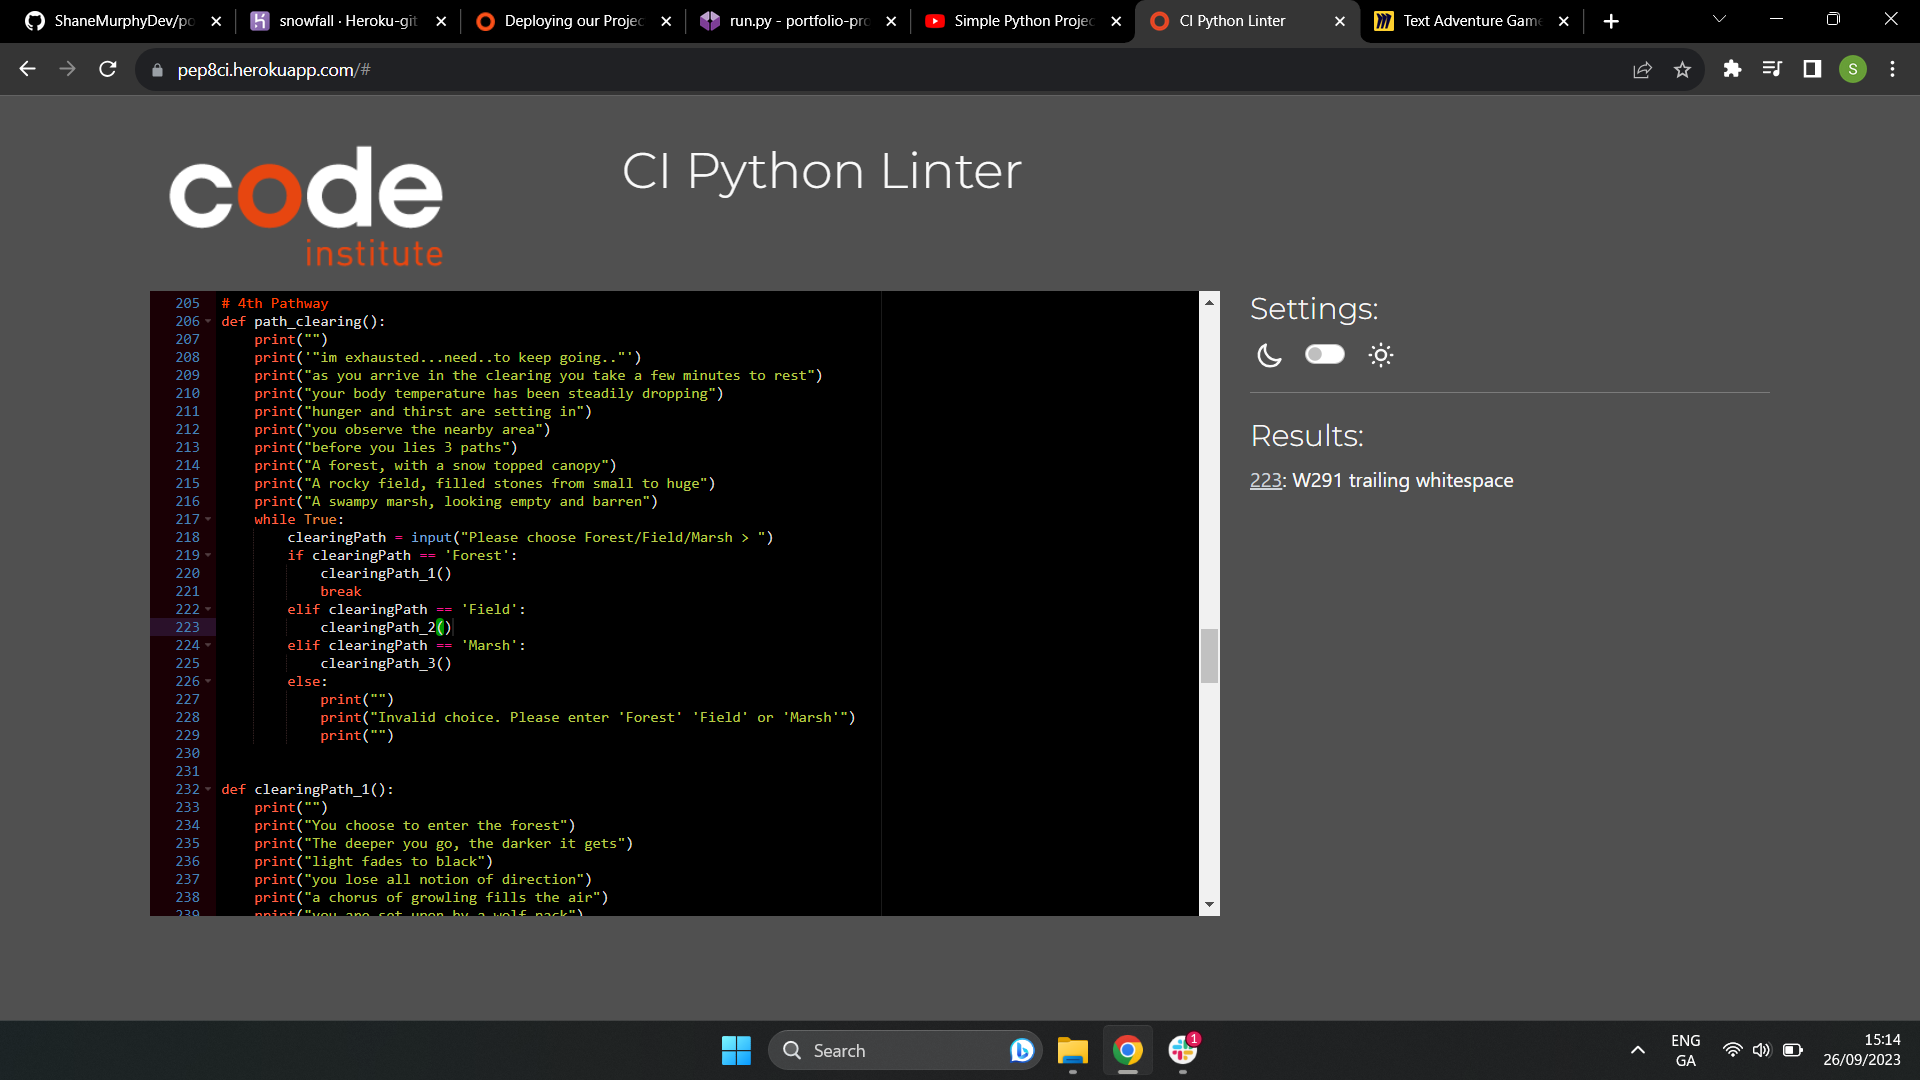 ShaneMurphyDev/po
snowfall · Heroku-git
Deploying our Projec
run.py - portfolio-pro
Simple Python Projec
CI Python Linter
Text Adventure Game
pep8ci.herokuapp.com/#
S
code
institute
CI Python Linter
205 # 4th Pathway
206 def path_clearing():
207     print("")
208     print('"im exhausted...need..to keep going.."')
209     print("as you arrive in the clearing you take a few minutes to rest")
210     print("your body temperature has been steadily dropping")
211     print("hunger and thirst are setting in")
212     print("you observe the nearby area")
213     print("before you lies 3 paths")
214     print("A forest, with a snow topped canopy")
215     print("A rocky field, filled stones from small to huge")
216     print("A swampy marsh, looking empty and barren")
217     while True:
218         clearingPath = input("Please choose Forest/Field/Marsh > ")
219         if clearingPath == 'Forest':
220             clearingPath_1()
221             break
222         elif clearingPath == 'Field':
223             clearingPath_2()
224         elif clearingPath == 'Marsh':
225             clearingPath_3()
226         else:
227             print("")
228             print("Invalid choice. Please enter 'Forest' 'Field' or 'Marsh'")
229             print("")
230
231
232 def clearingPath_1():
233     print("")
234     print("You choose to enter the forest")
235     print("The deeper you go, the darker it gets")
236     print("light fades to black")
237     print("you lose all notion of direction")
238     print("a chorus of growling fills the air")
239     print("you are set upon by a wolf pack")
Settings:
Results:
223: W291 trailing whitespace
Search
1
ENG
GA
15:14
26/09/2023